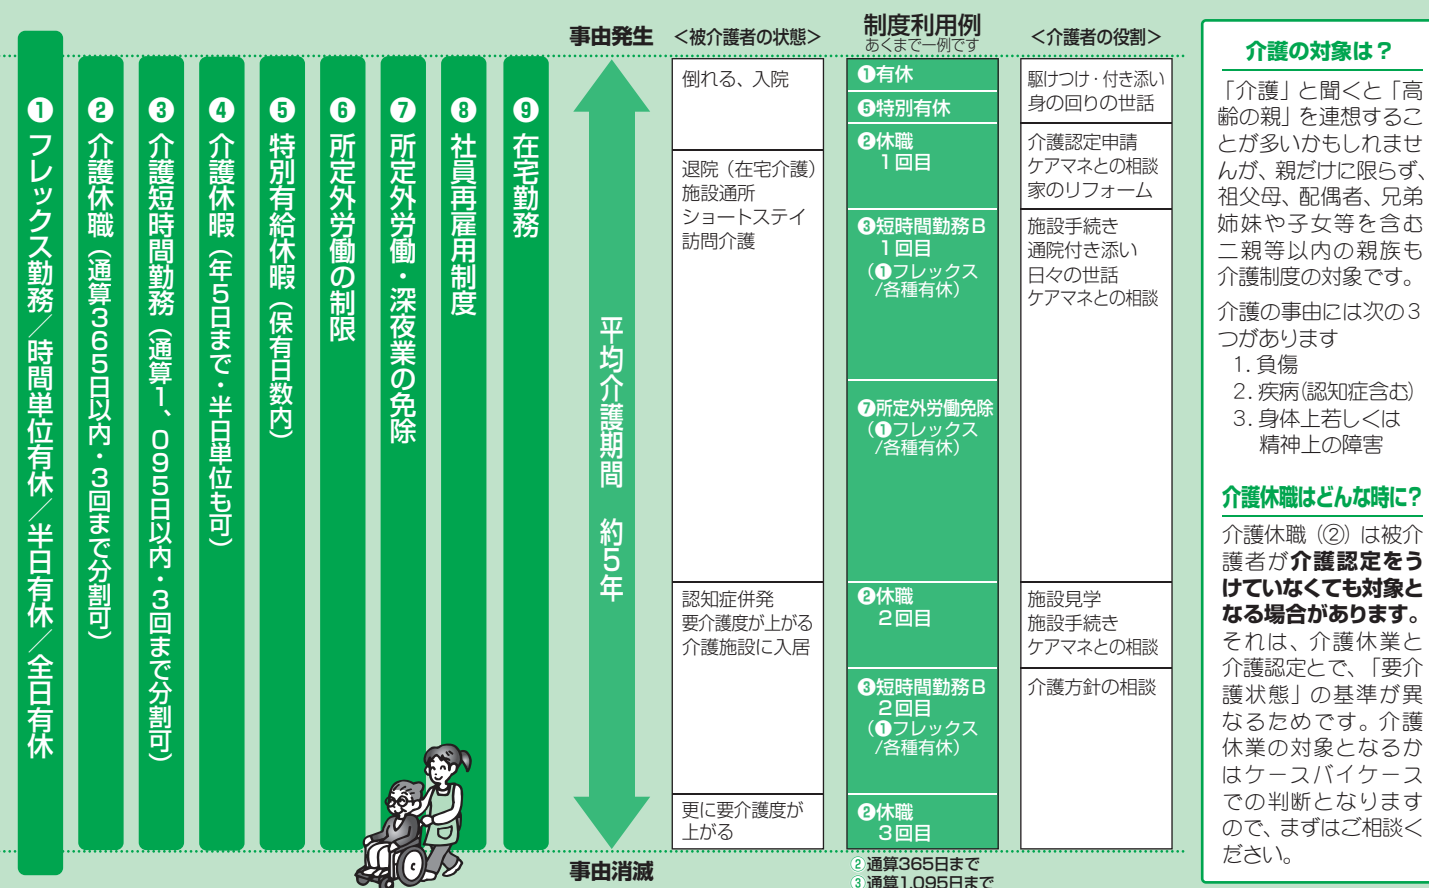 ❶フレックス勤務／時間単位有休／半日有休／全日有休
❷介護休職（通算365日以内・3回まで分割可）
❸介護短時間勤務（通算1、095日以内・3回まで分割可）
❹介護休暇（年5日まで・半日単位も可）
❺特別有給休暇（保有日数内）
❻所定外労働の制限
❼所定外労働・深夜業の免除
❽社員再雇用制度
❾在宅勤務
事由発生
平均介護期間　約5年
事由消滅
＜被介護者の状態＞
倒れる、入院
退院（在宅介護）
施設通所
ショートステイ
訪問介護
認知症併発
要介護度が上がる
介護施設に入居
更に要介護度が
上がる
制度利用例
あくまで一例です
❶有休
❺特別有休
❷休職
1回目
❸短時間勤務B
1回目
（❶フレックス
/各種有休）
❼所定外労働免除
（❶フレックス
/各種有休）
❷休職
2回目
❸短時間勤務B
2回目
（❶フレックス
/各種有休）
❷休職
3回目
②通算365日まで
③通算1,095日まで
＜介護者の役割＞
駆けつけ・付き添い
身の回りの世話
介護認定申請
ケアマネとの相談
家のリフォーム
施設手続き
通院付き添い
日々の世話
ケアマネとの相談
施設見学
施設手続き
ケアマネとの相談
介護方針の相談
介護の対象は？
「介護」と聞くと「高
齢の親」を連想するこ
とが多いかもしれませ
んが、親だけに限らず、
祖父母、配偶者、兄弟
姉妹や子女等を含む
二親等以内の親族も
介護制度の対象です。
介護の事由には次の3
つがあります
1. 負傷
2. 疾病（認知症含む）
3. 身体上若しくは
精神上の障害
介護休職はどんな時に？
介護休職（②）は被介
護者が介護認定をう
けていなくても対象と
なる場合があります。
それは、介護休業と
介護認定とで、「要介
護状態」の基準が異
なるためです。介護
休業の対象となるか
はケースバイケース
での判断となります
ので、まずはご相談く
ださい。